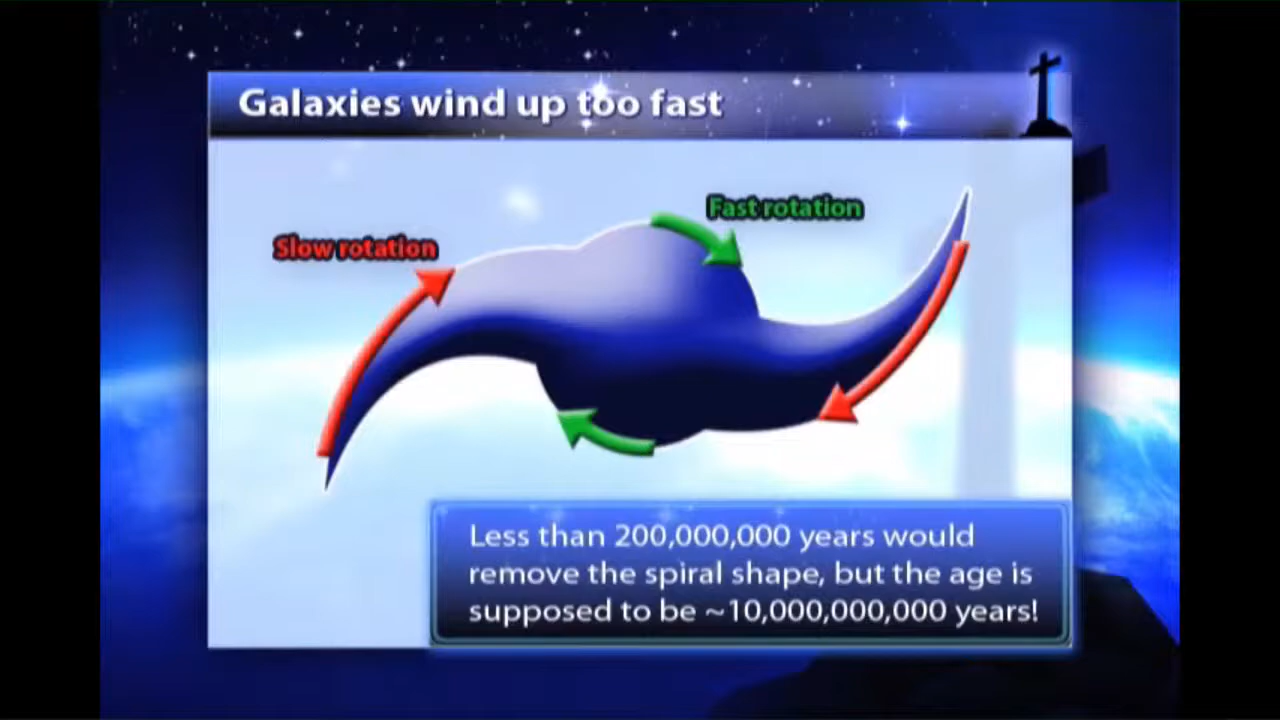 Galaxies wind up too fast
Fast rotation
Slow rotation
Less than 200,000,000 years would
remove the spiral shape, but the age is
supposed to be ~10,000,000,000 years!